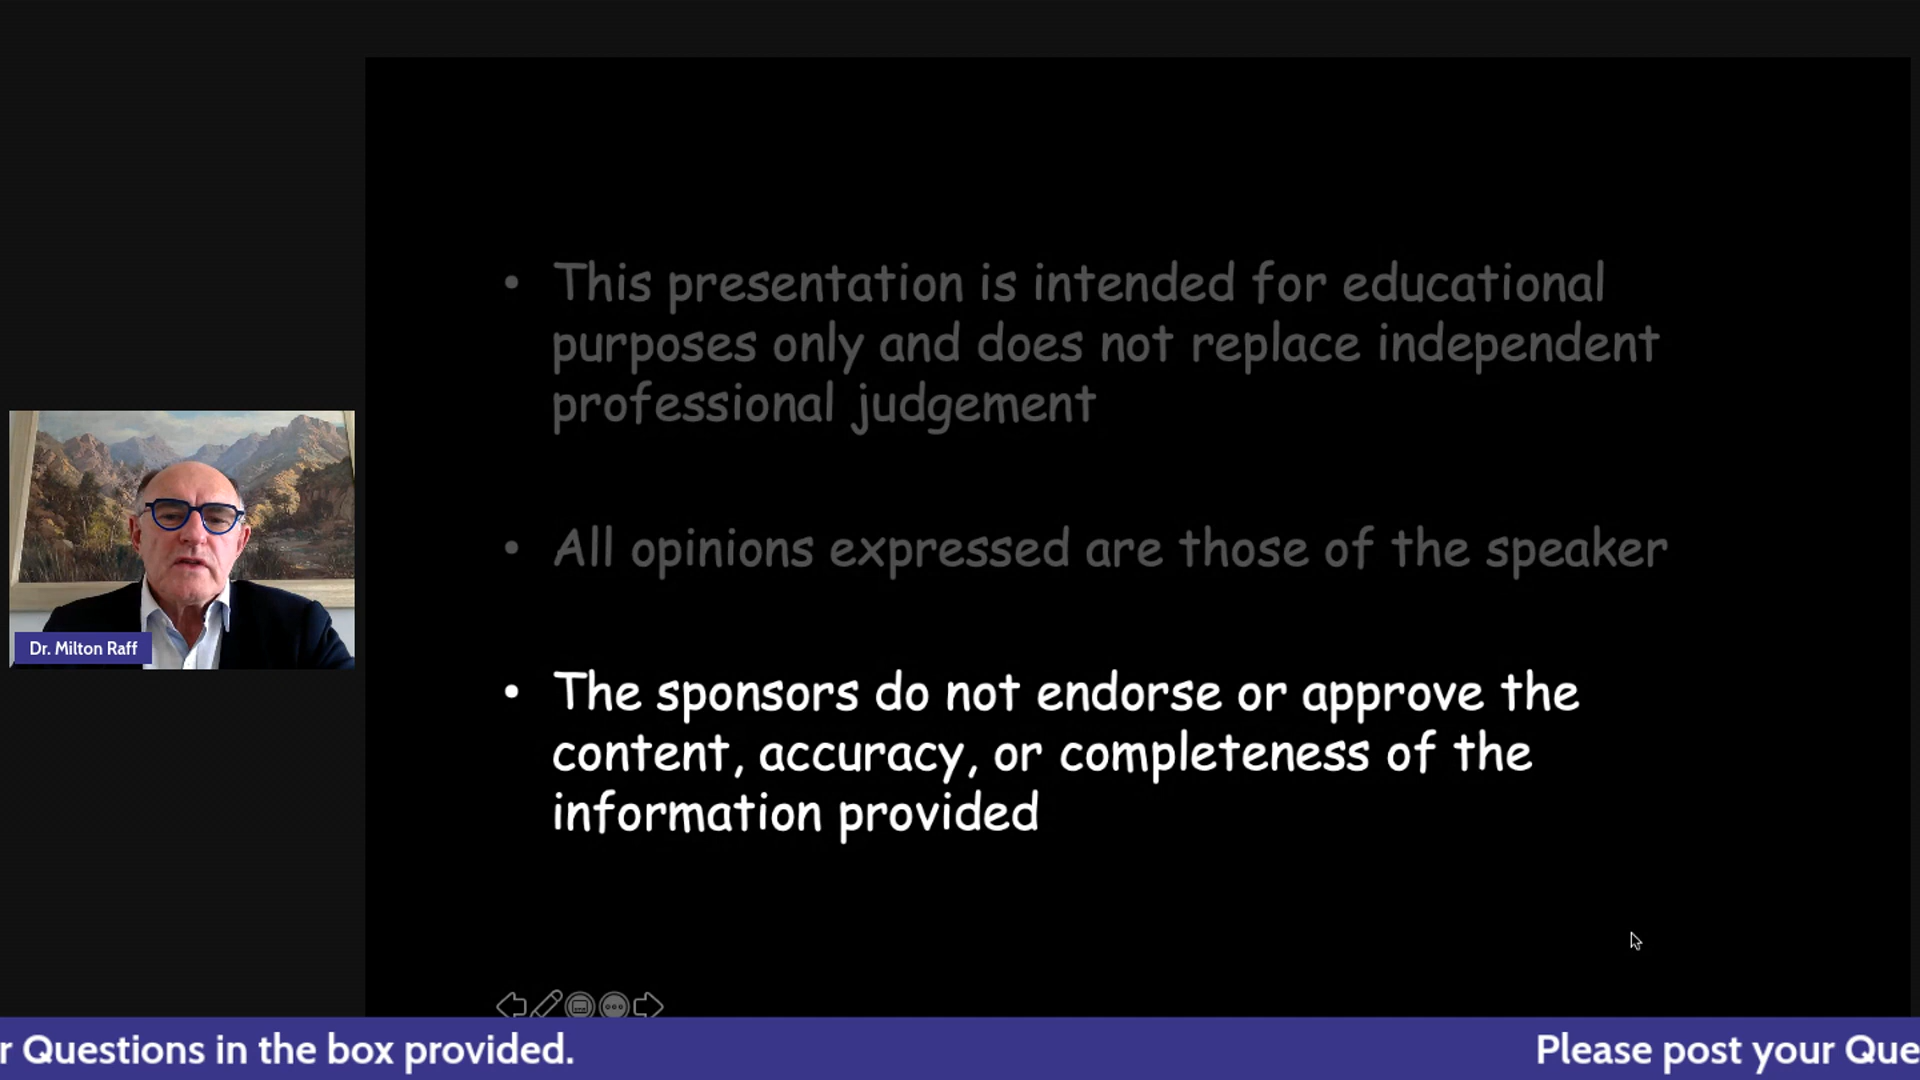 • This presentation is intended for educational
purposes only and does not replace independent
professional judgement
• All opinions expressed are those of the speaker
• The sponsors do not endorse or approve the
content, accuracy, or completeness of the
information provided
Dr. Milton Raff
r Questions in the box provided. Please post your Que